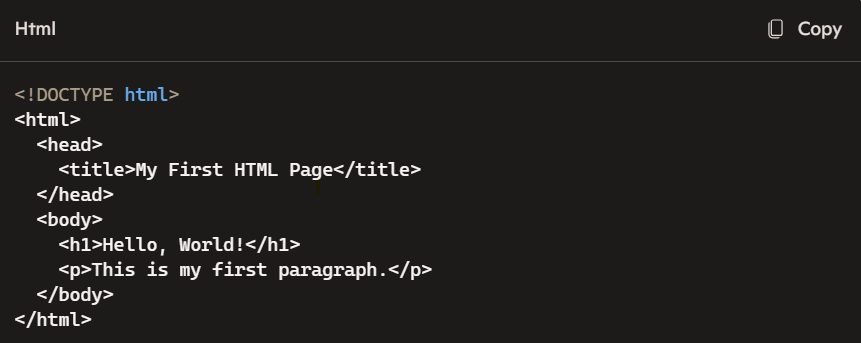 Html
Copy
<!DOCTYPE html>
<html>
  <head>
    <title>My First HTML Page</title>
  </head>
  <body>
    <h1>Hello, World!</h1>
    <p>This is my first paragraph.</p>
  </body>
</html>